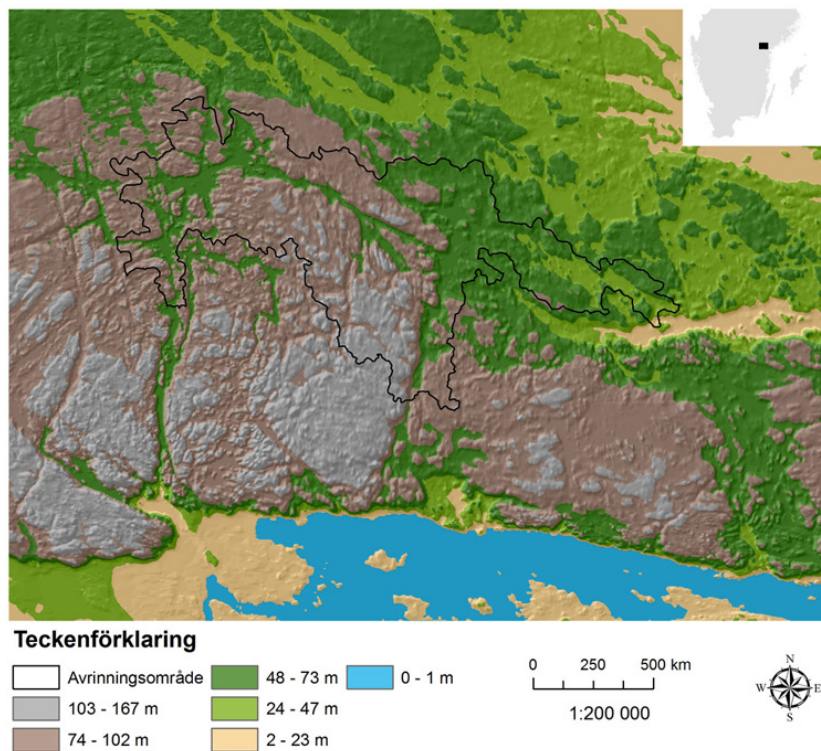 Teckenförklaring
Avrinningsområde
103 - 167 m
74 - 102 m
48 - 73 m
24 - 47 m
2 - 23 m
0 - 1 m
0 250 500 km
1:200 000
N
W E
S